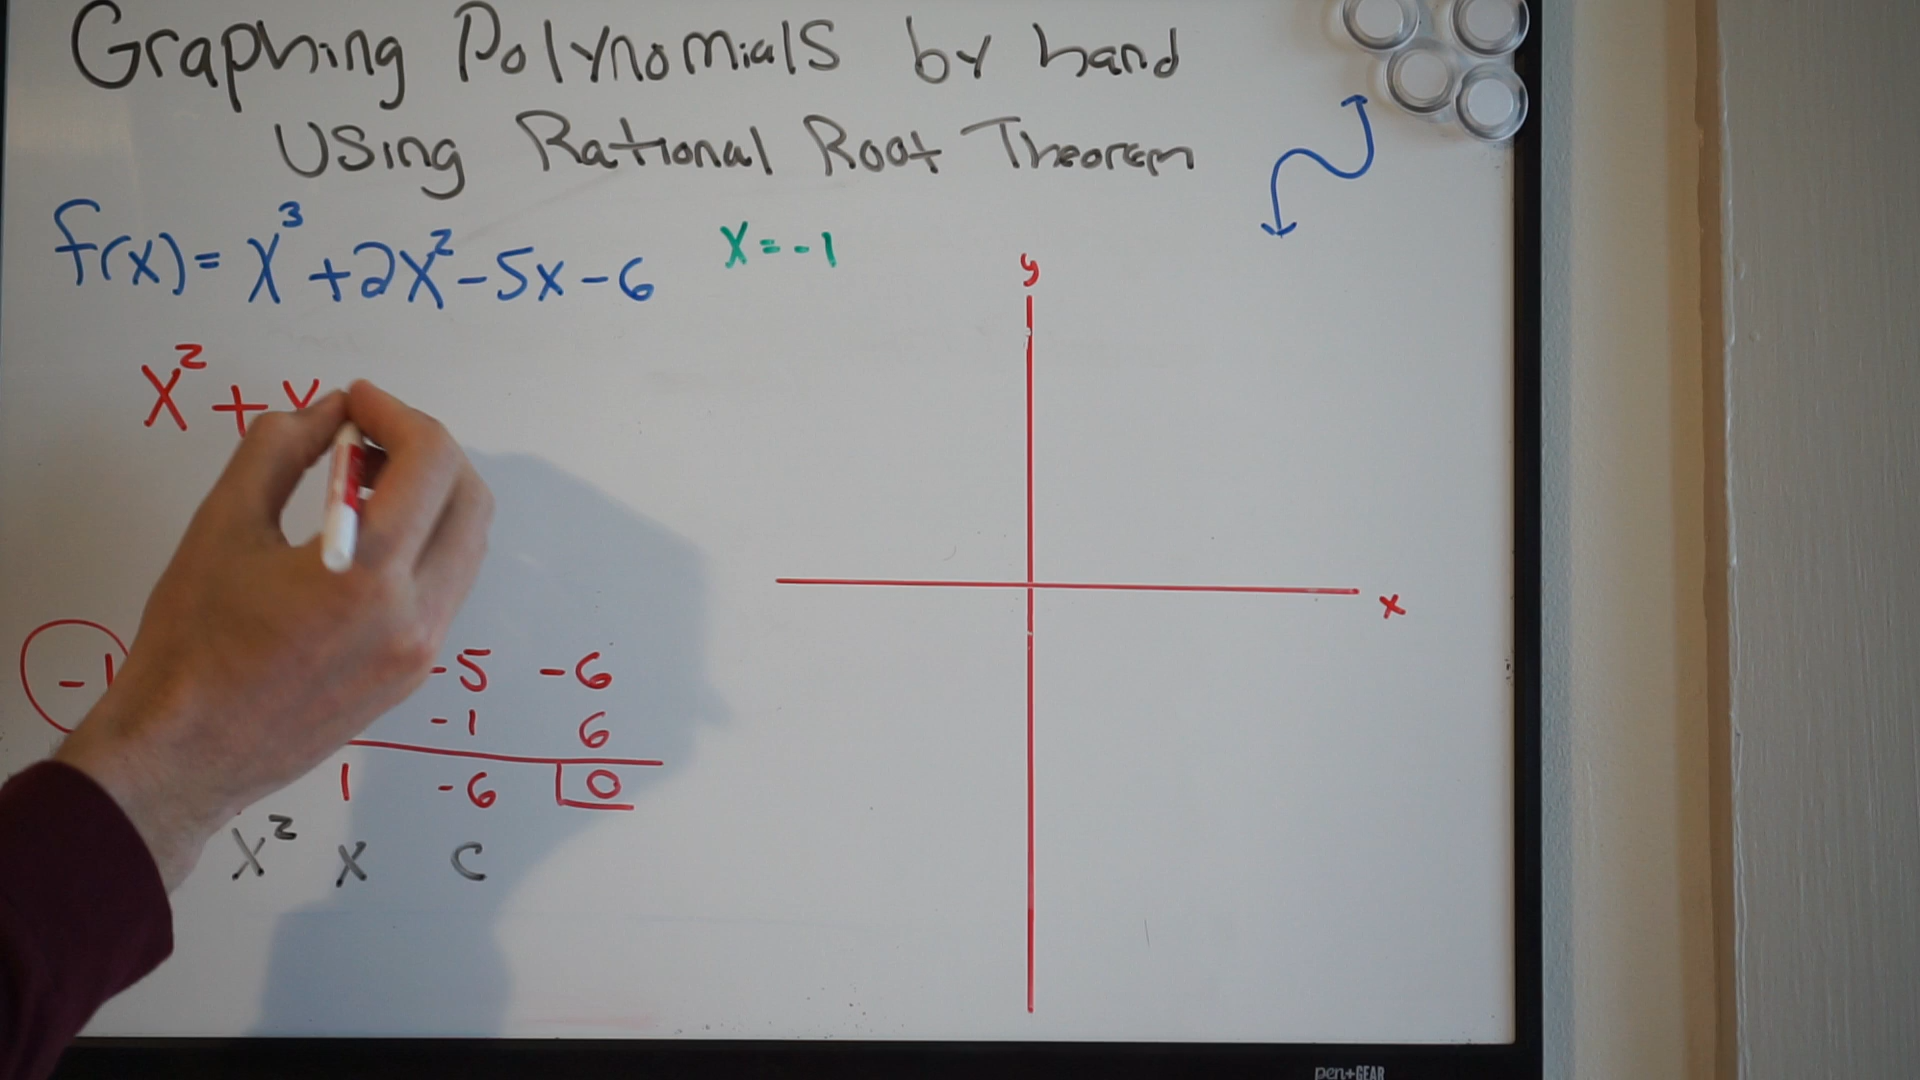 Graphing Polynomials by hand
Using Rational Root Theorem
f(x) = x³ + 2x² - 5x - 6
x = -1
x² + x
y
x
-1 -5 -6
-1 6
1 -6 0
x² x c
pen+GEAR